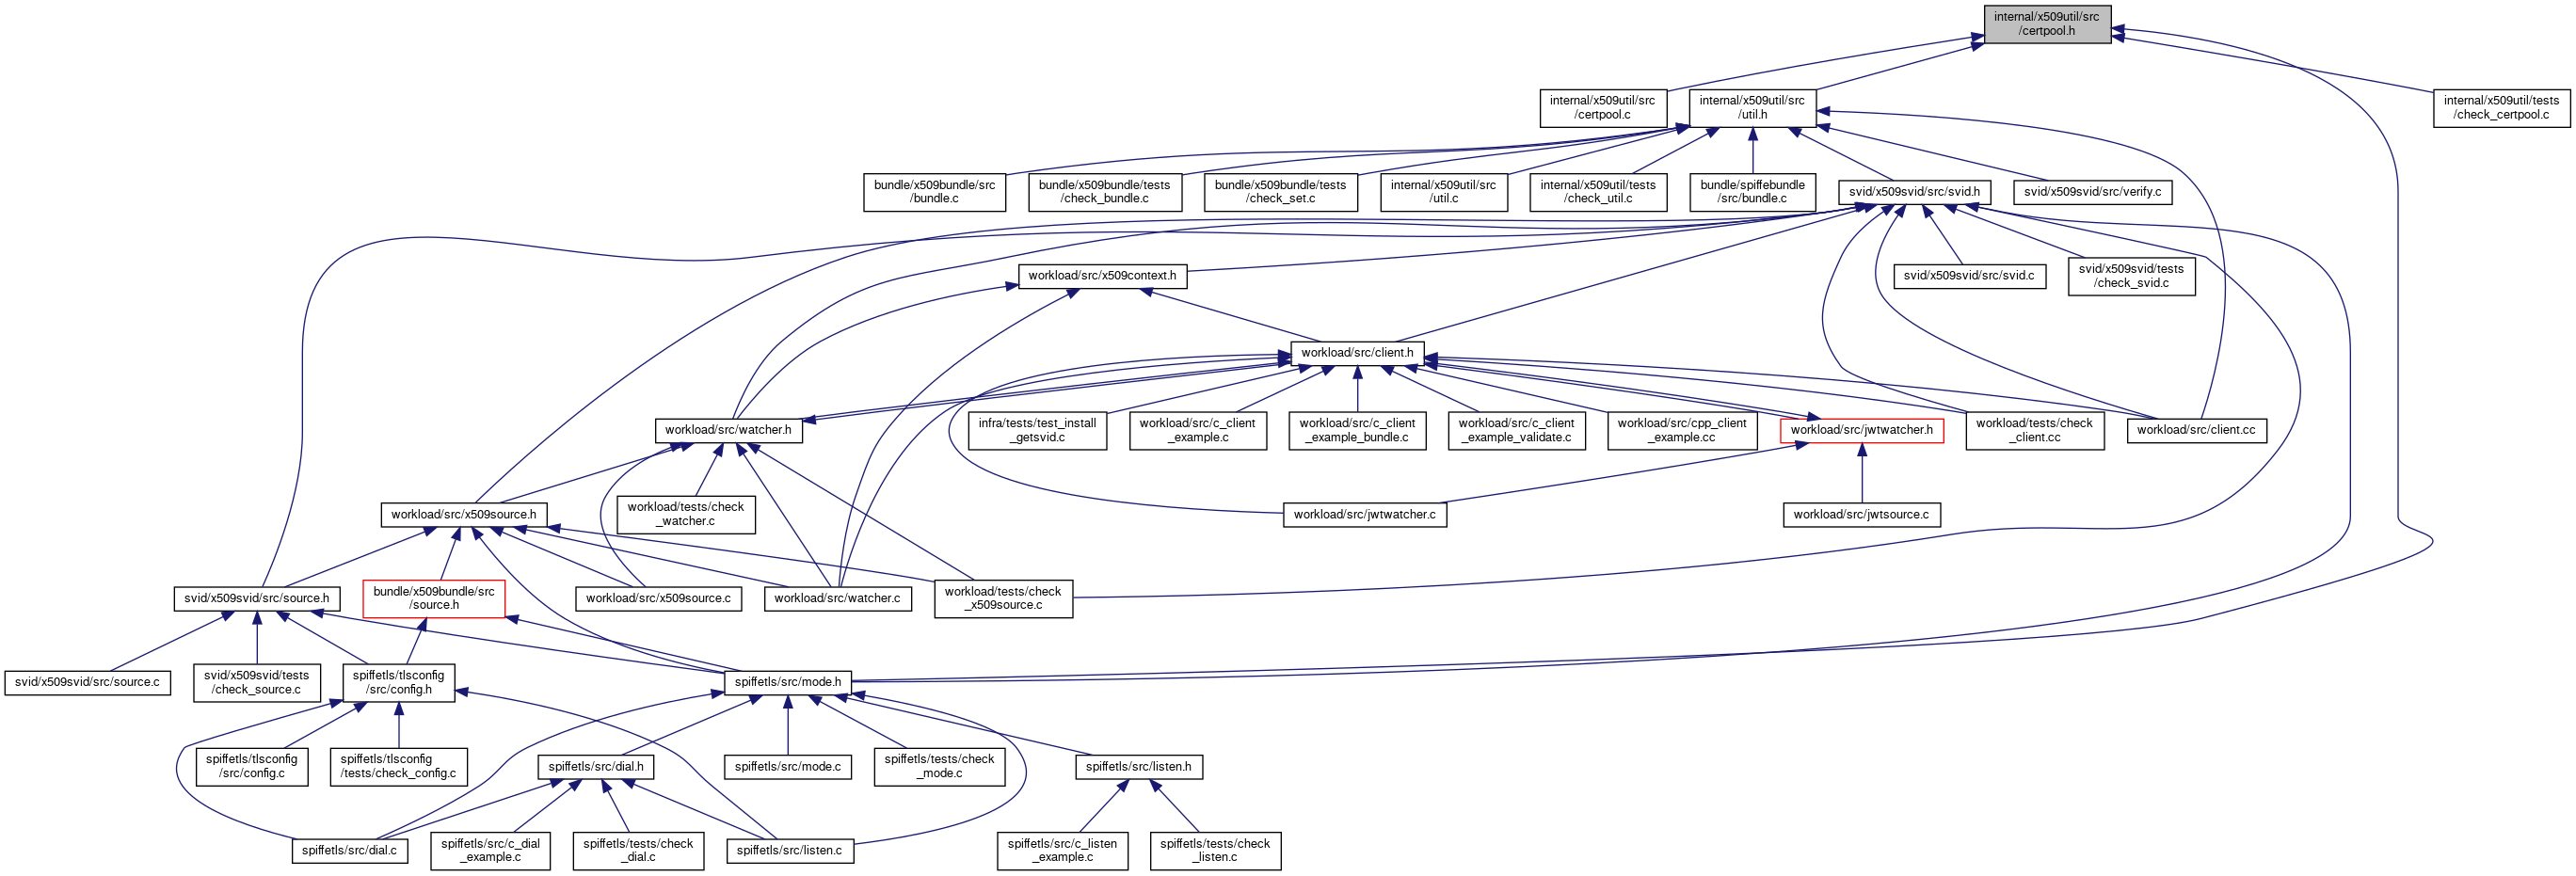 internal/x509util/src
/certpool.h
internal/x509util/src
/certpool.c
internal/x509util/src
/util.h
internal/x509util/tests
/check_certpool.c
bundle/x509bundle/src
/bundle.c
bundle/x509bundle/tests
/check_bundle.c
bundle/x509bundle/tests
/check_set.c
internal/x509util/src
/util.c
internal/x509util/tests
/check_util.c
bundle/spiffebundle
/src/bundle.c
svid/x509svid/src/svid.h
svid/x509svid/src/verify.c
workload/src/x509context.h
svid/x509svid/src/svid.c
svid/x509svid/tests
/check_svid.c
workload/src/client.h
workload/src/watcher.h
infra/tests/test_install
_getsvid.c
workload/src/c_client
_example.c
workload/src/c_client
_example_bundle.c
workload/src/c_client
_example_validate.c
workload/src/cpp_client
_example.cc
workload/src/jwtwatcher.h
workload/tests/check
_client.cc
workload/src/client.cc
workload/src/x509source.h
workload/tests/check
_watcher.c
workload/src/jwtwatcher.c
workload/src/jwtsource.c
svid/x509svid/src/source.h
bundle/x509bundle/src
/source.h
workload/src/x509source.c
workload/src/watcher.c
workload/tests/check
_x509source.c
svid/x509svid/src/source.c
svid/x509svid/tests
/check_source.c
spiffetls/tlsconfig
/src/config.h
spiffetls/src/mode.h
spiffetls/tlsconfig
/src/config.c
spiffetls/tlsconfig
/tests/check_config.c
spiffetls/src/dial.h
spiffetls/src/mode.c
spiffetls/tests/check
_mode.c
spiffetls/src/listen.h
spiffetls/src/dial.c
spiffetls/src/c_dial
_example.c
spiffetls/tests/check
_dial.c
spiffetls/src/listen.c
spiffetls/src/c_listen
_example.c
spiffetls/tests/check
_listen.c